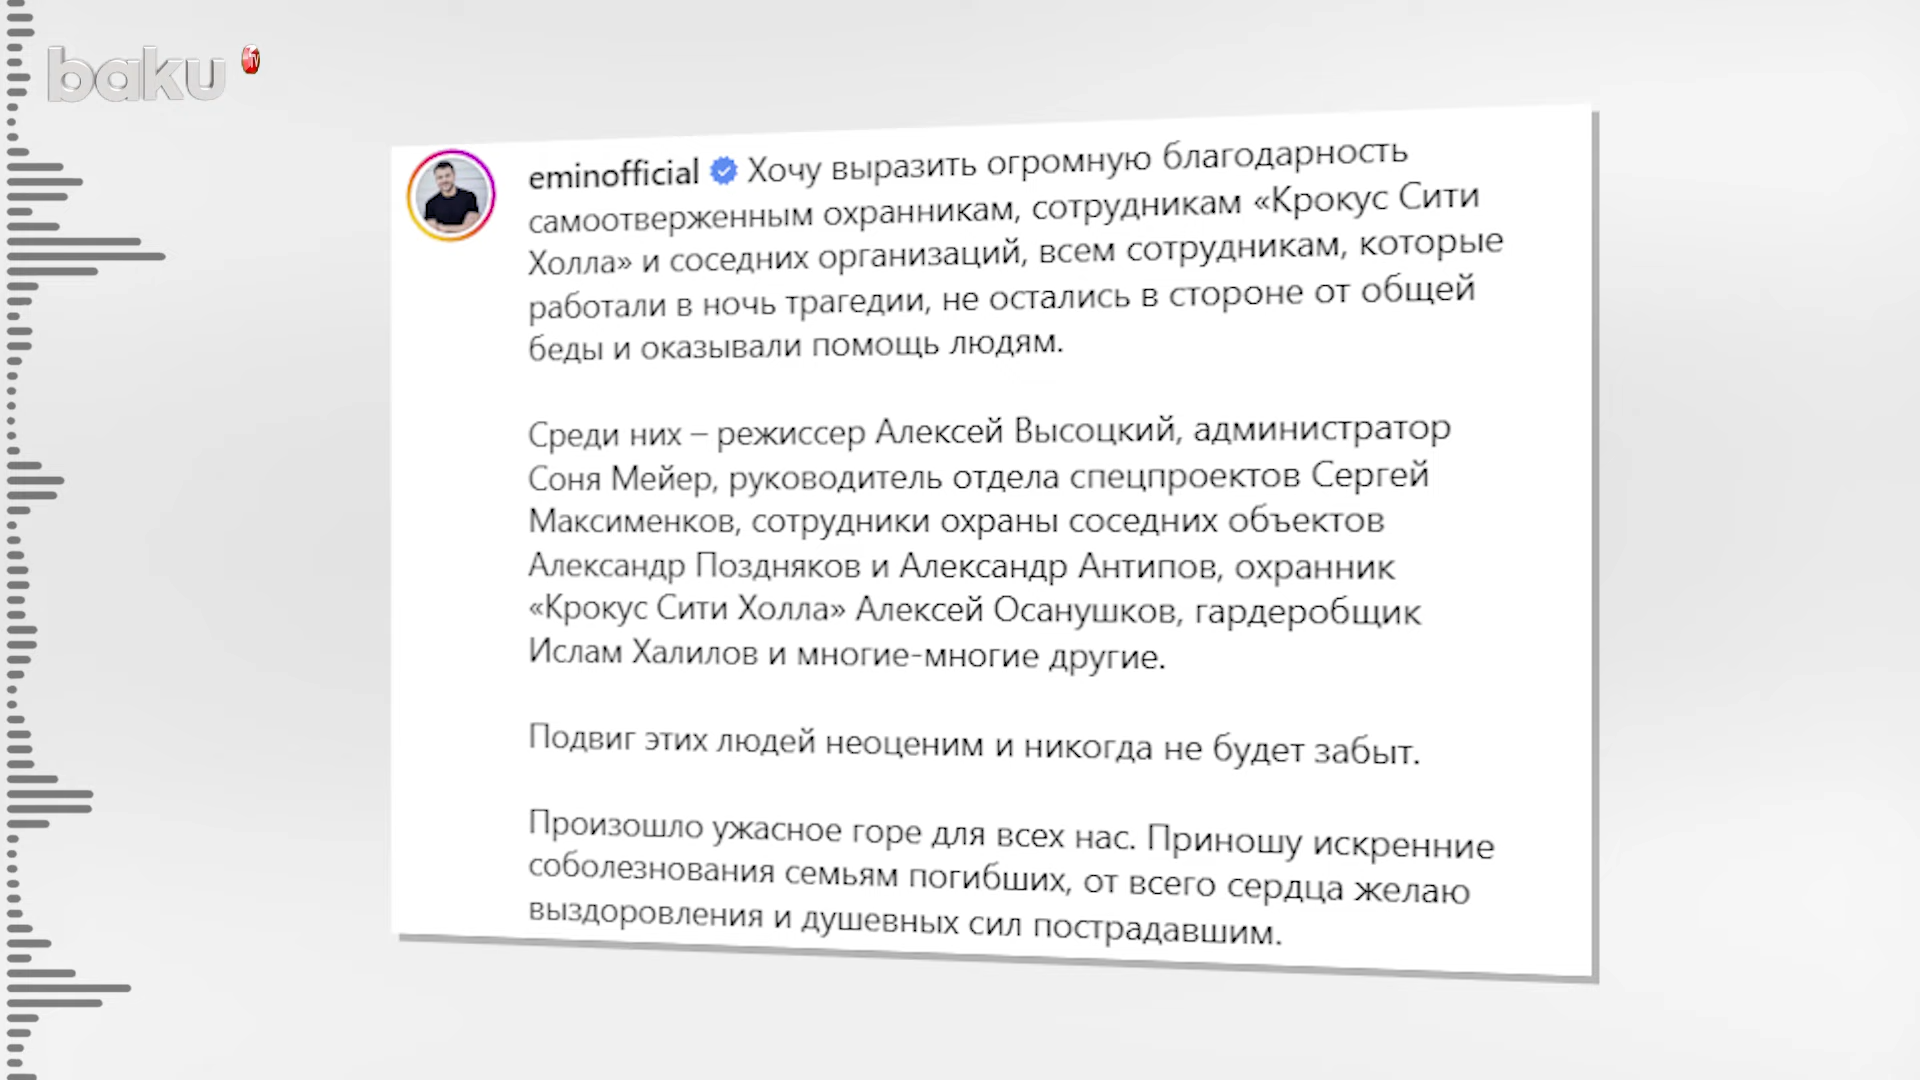 baku
TV
eminofficial Хочу выразить огромную благодарность
самоотверженным охранникам, сотрудникам «Крокус Сити
Холла» и соседних организаций, всем сотрудникам, которые
работали в ночь трагедии, не остались в стороне от общей
беды и оказывали помощь людям.
Среди них – режиссер Алексей Высоцкий, администратор
Соня Мейер, руководитель отдела спецпроектов Сергей
Максименков, сотрудники охраны соседних объектов
Александр Поздняков и Александр Антипов, охранник
«Крокус Сити Холла» Алексей Осанушков, гардеробщик
Ислам Халилов и многие-многие другие.
Подвиг этих людей неоценим и никогда не будет забыт.
Произошло ужасное горе для всех нас. Приношу искренние
соболезнования семьям погибших, от всего сердца желаю
выздоровления и душевных сил пострадавшим.